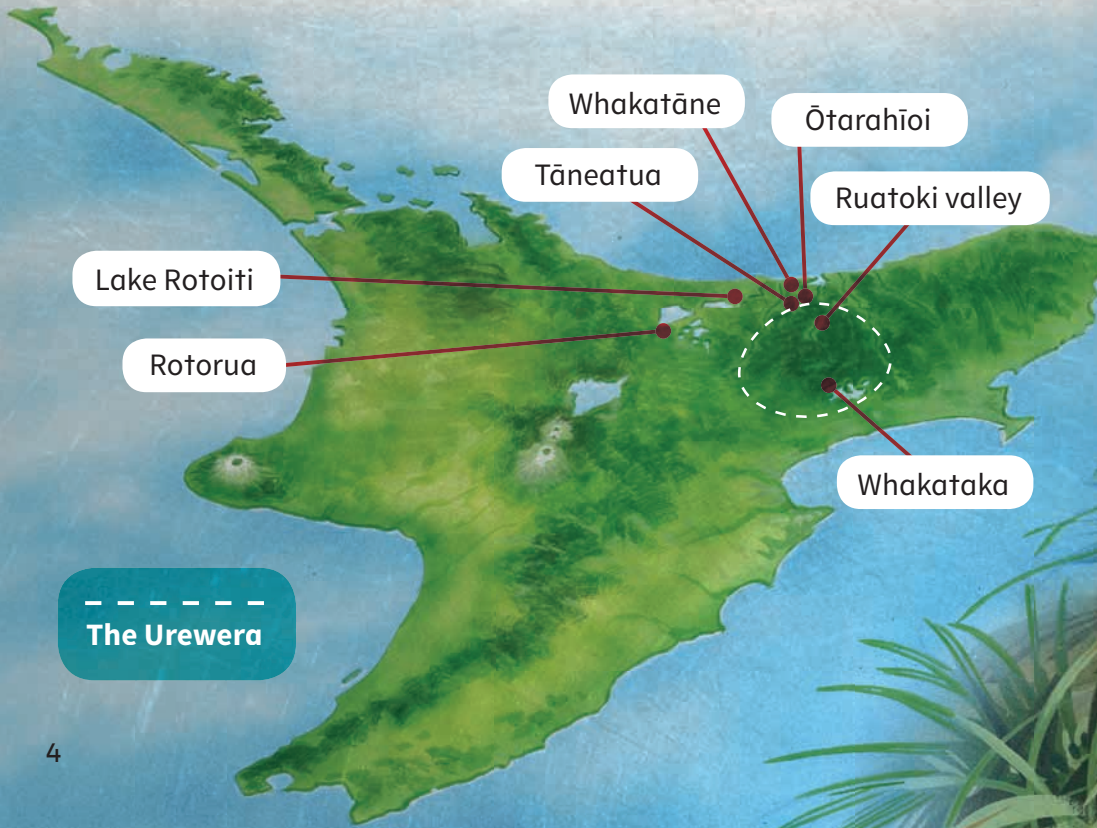 Whakatāne
Ōtarahīoi
Tāneatua
Ruatoki valley
Lake Rotoiti
Rotorua
Whakataka
The Urewera
4